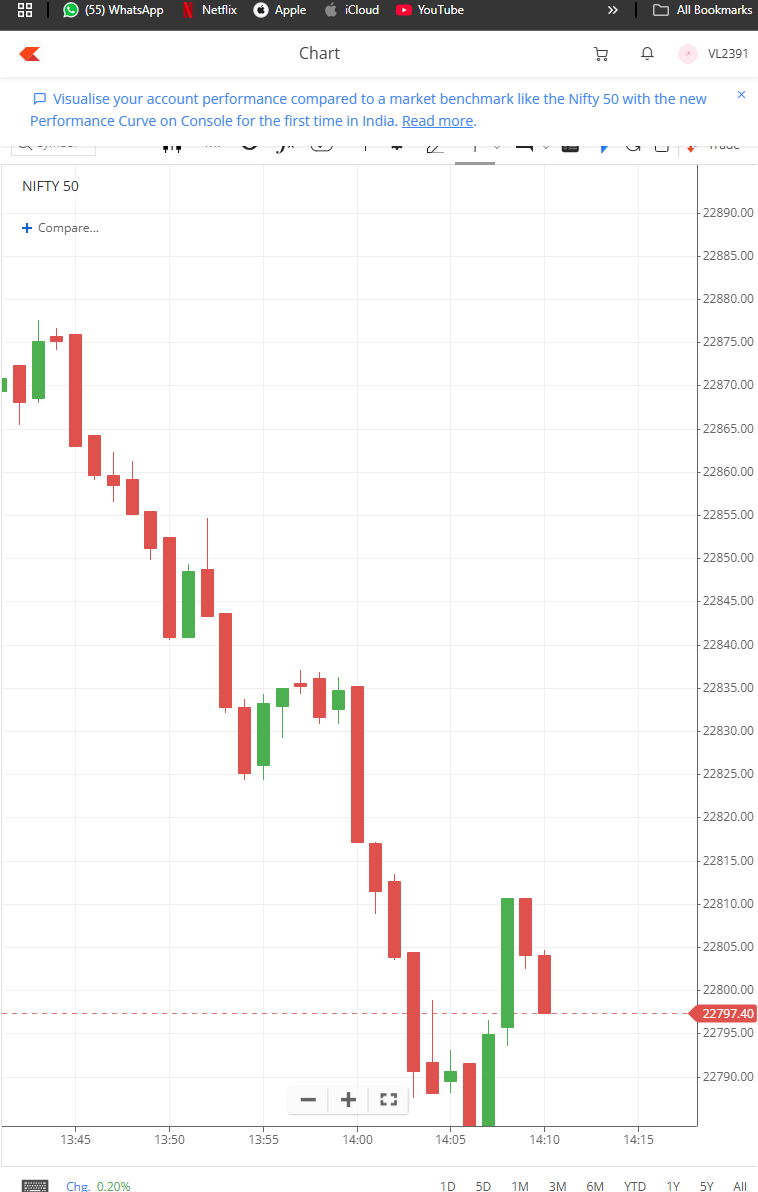 (55) WhatsApp Netflix Apple iCloud YouTube » All Bookmarks
Chart VL2391
Visualise your account performance compared to a market benchmark like the Nifty 50 with the new ×
Performance Curve on Console for the first time in India. Read more.
NIFTY 50
+ Compare...
22890.00
22885.00
22880.00
22875.00
22870.00
22865.00
22860.00
22855.00
22850.00
22845.00
22840.00
22835.00
22830.00
22825.00
22820.00
22815.00
22810.00
22805.00
22800.00
22797.40
22795.00
22790.00
13:45 13:50 13:55 14:00 14:05 14:10 14:15
Chg. 0.20% 1D 5D 1M 3M 6M YTD 1Y 5Y All